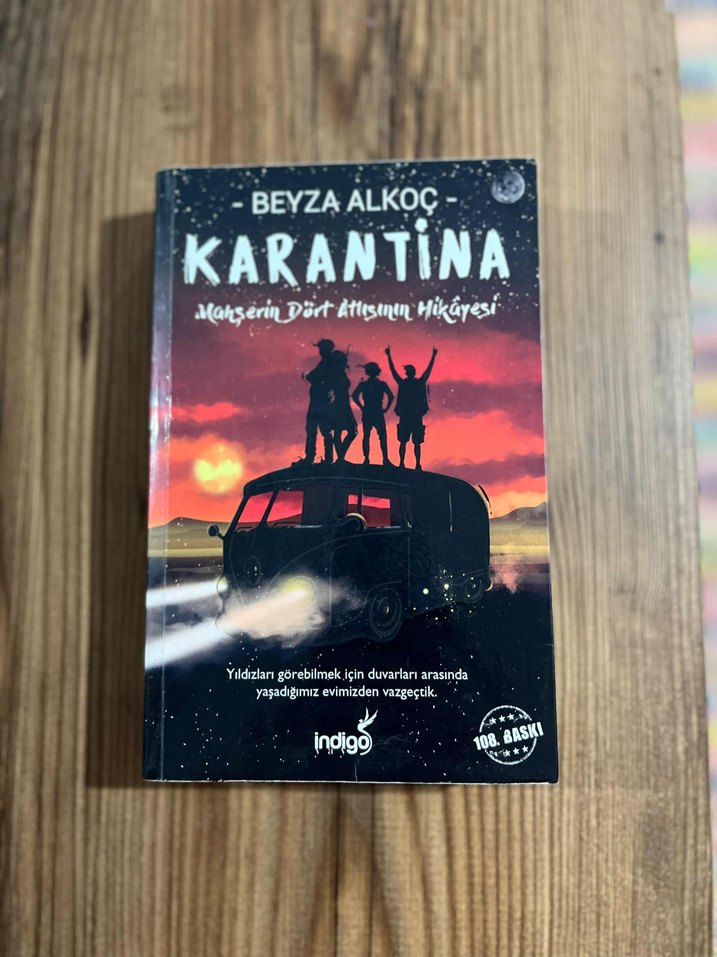 - BEYZA ALKOÇ -
KARANTİNA
Mahşerin Dört Atlısının Hikâyesi
Yıldızları görebilmek için duvarları arasında
yaşadığımız evimizden vazgeçtik.
indigo
108. BASKI